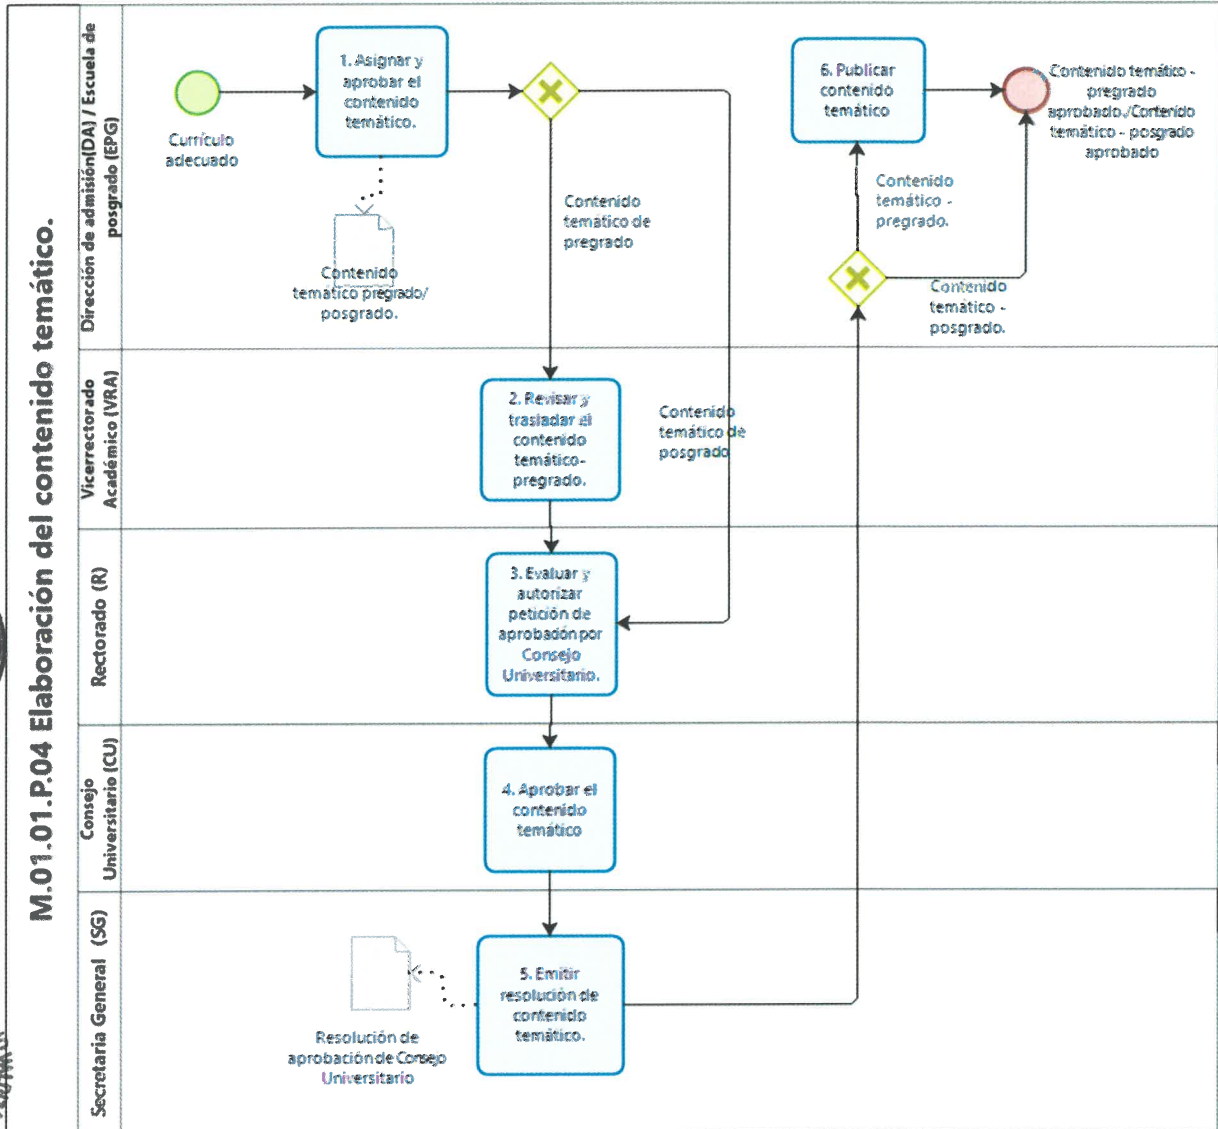 M.01.01.P.04 Elaboración del contenido temático.
Dirección de admisión(DA) / Escuela de
posgrado (EPG)
Currículo
adecuado
1. Asignar y
aprobar el
contenido
temático.
Contenido
temático pregrado/
posgrado.
Contenido
temático de
pregrado
6. Publicar
contenido
temático
Contenido temático -
pregrado
aprobado./Contenido
temático - posgrado
aprobado
Contenido
temático -
pregrado.
Contenido
temático -
posgrado.
Vicerrectorado
Académico (VRA)
2. Revisar y
trasladar el
contenido
temático-
pregrado.
Contenido
temático de
posgrado
Rectorado (R)
3. Evaluar y
autorizar
petición de
aprobación por
Consejo
Universitario.
Consejo
Universitario (CU)
4. Aprobar el
contenido
temático
Secretaria General (SG)
5. Emitir
resolución de
contenido
temático.
Resolución de
aprobación de Consejo
Universitario